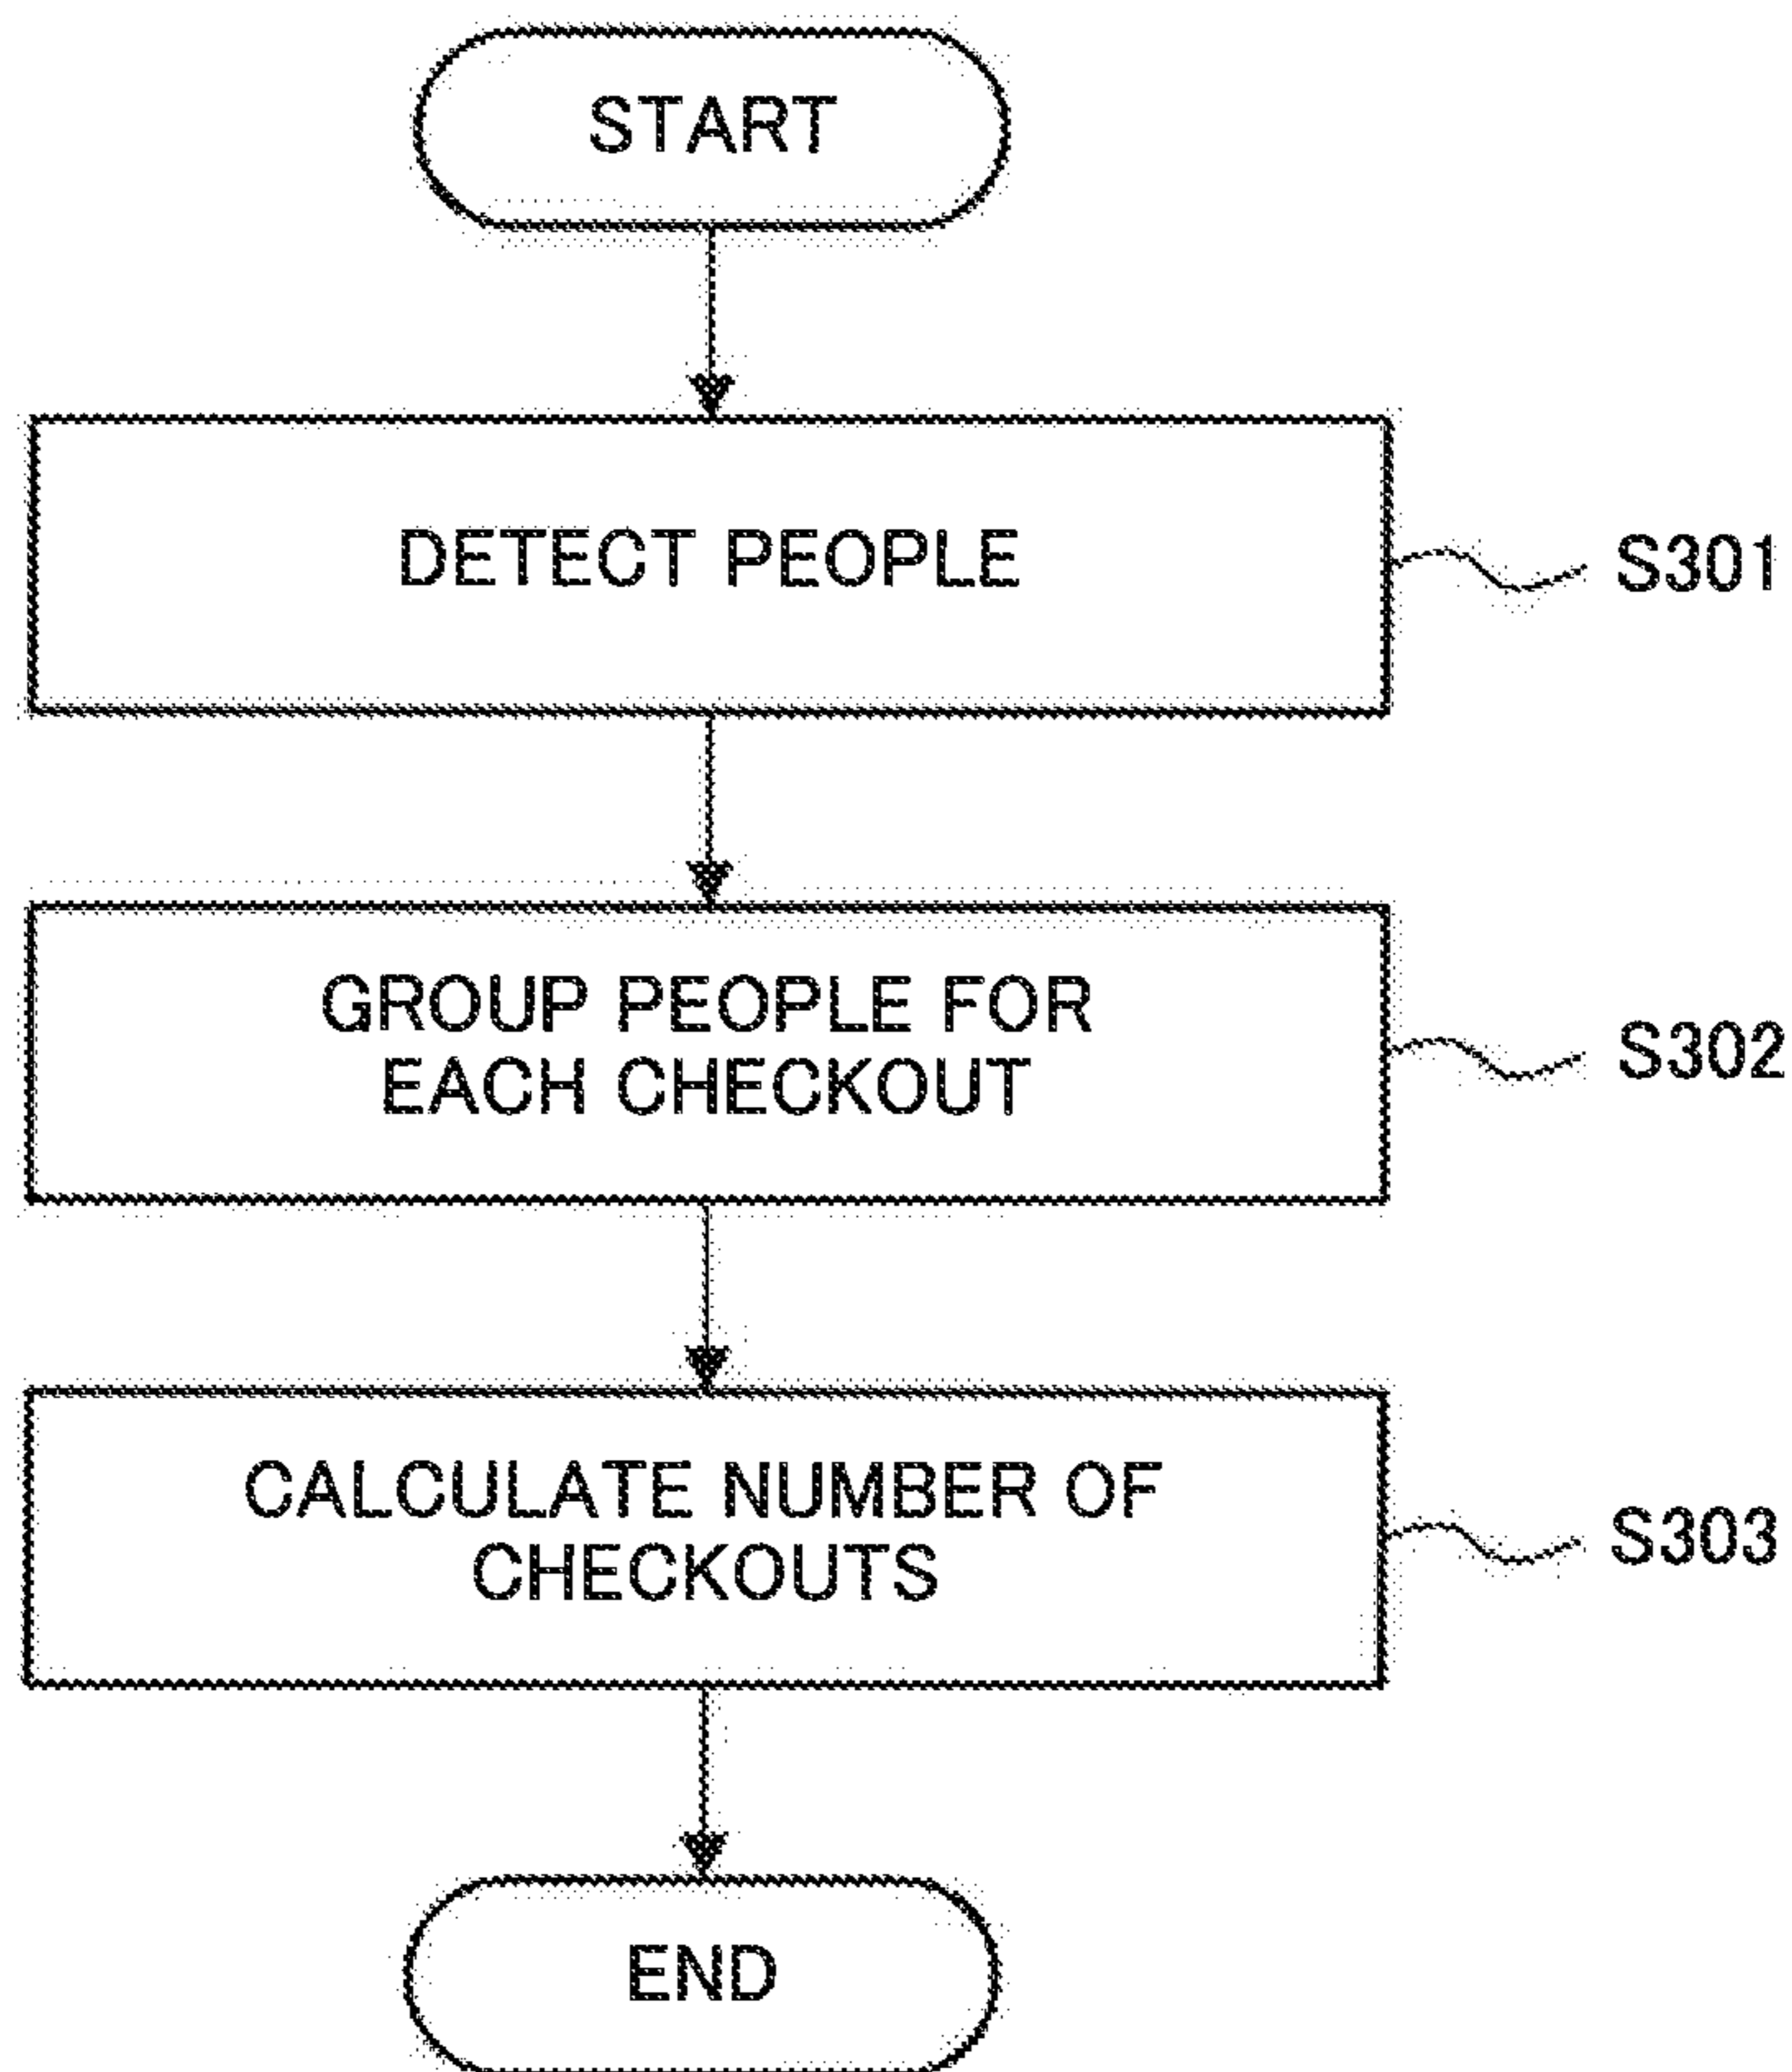 START
DETECT PEOPLE
S301
GROUP PEOPLE FOR
EACH CHECKOUT
S302
CALCULATE NUMBER OF
CHECKOUTS
S303
END